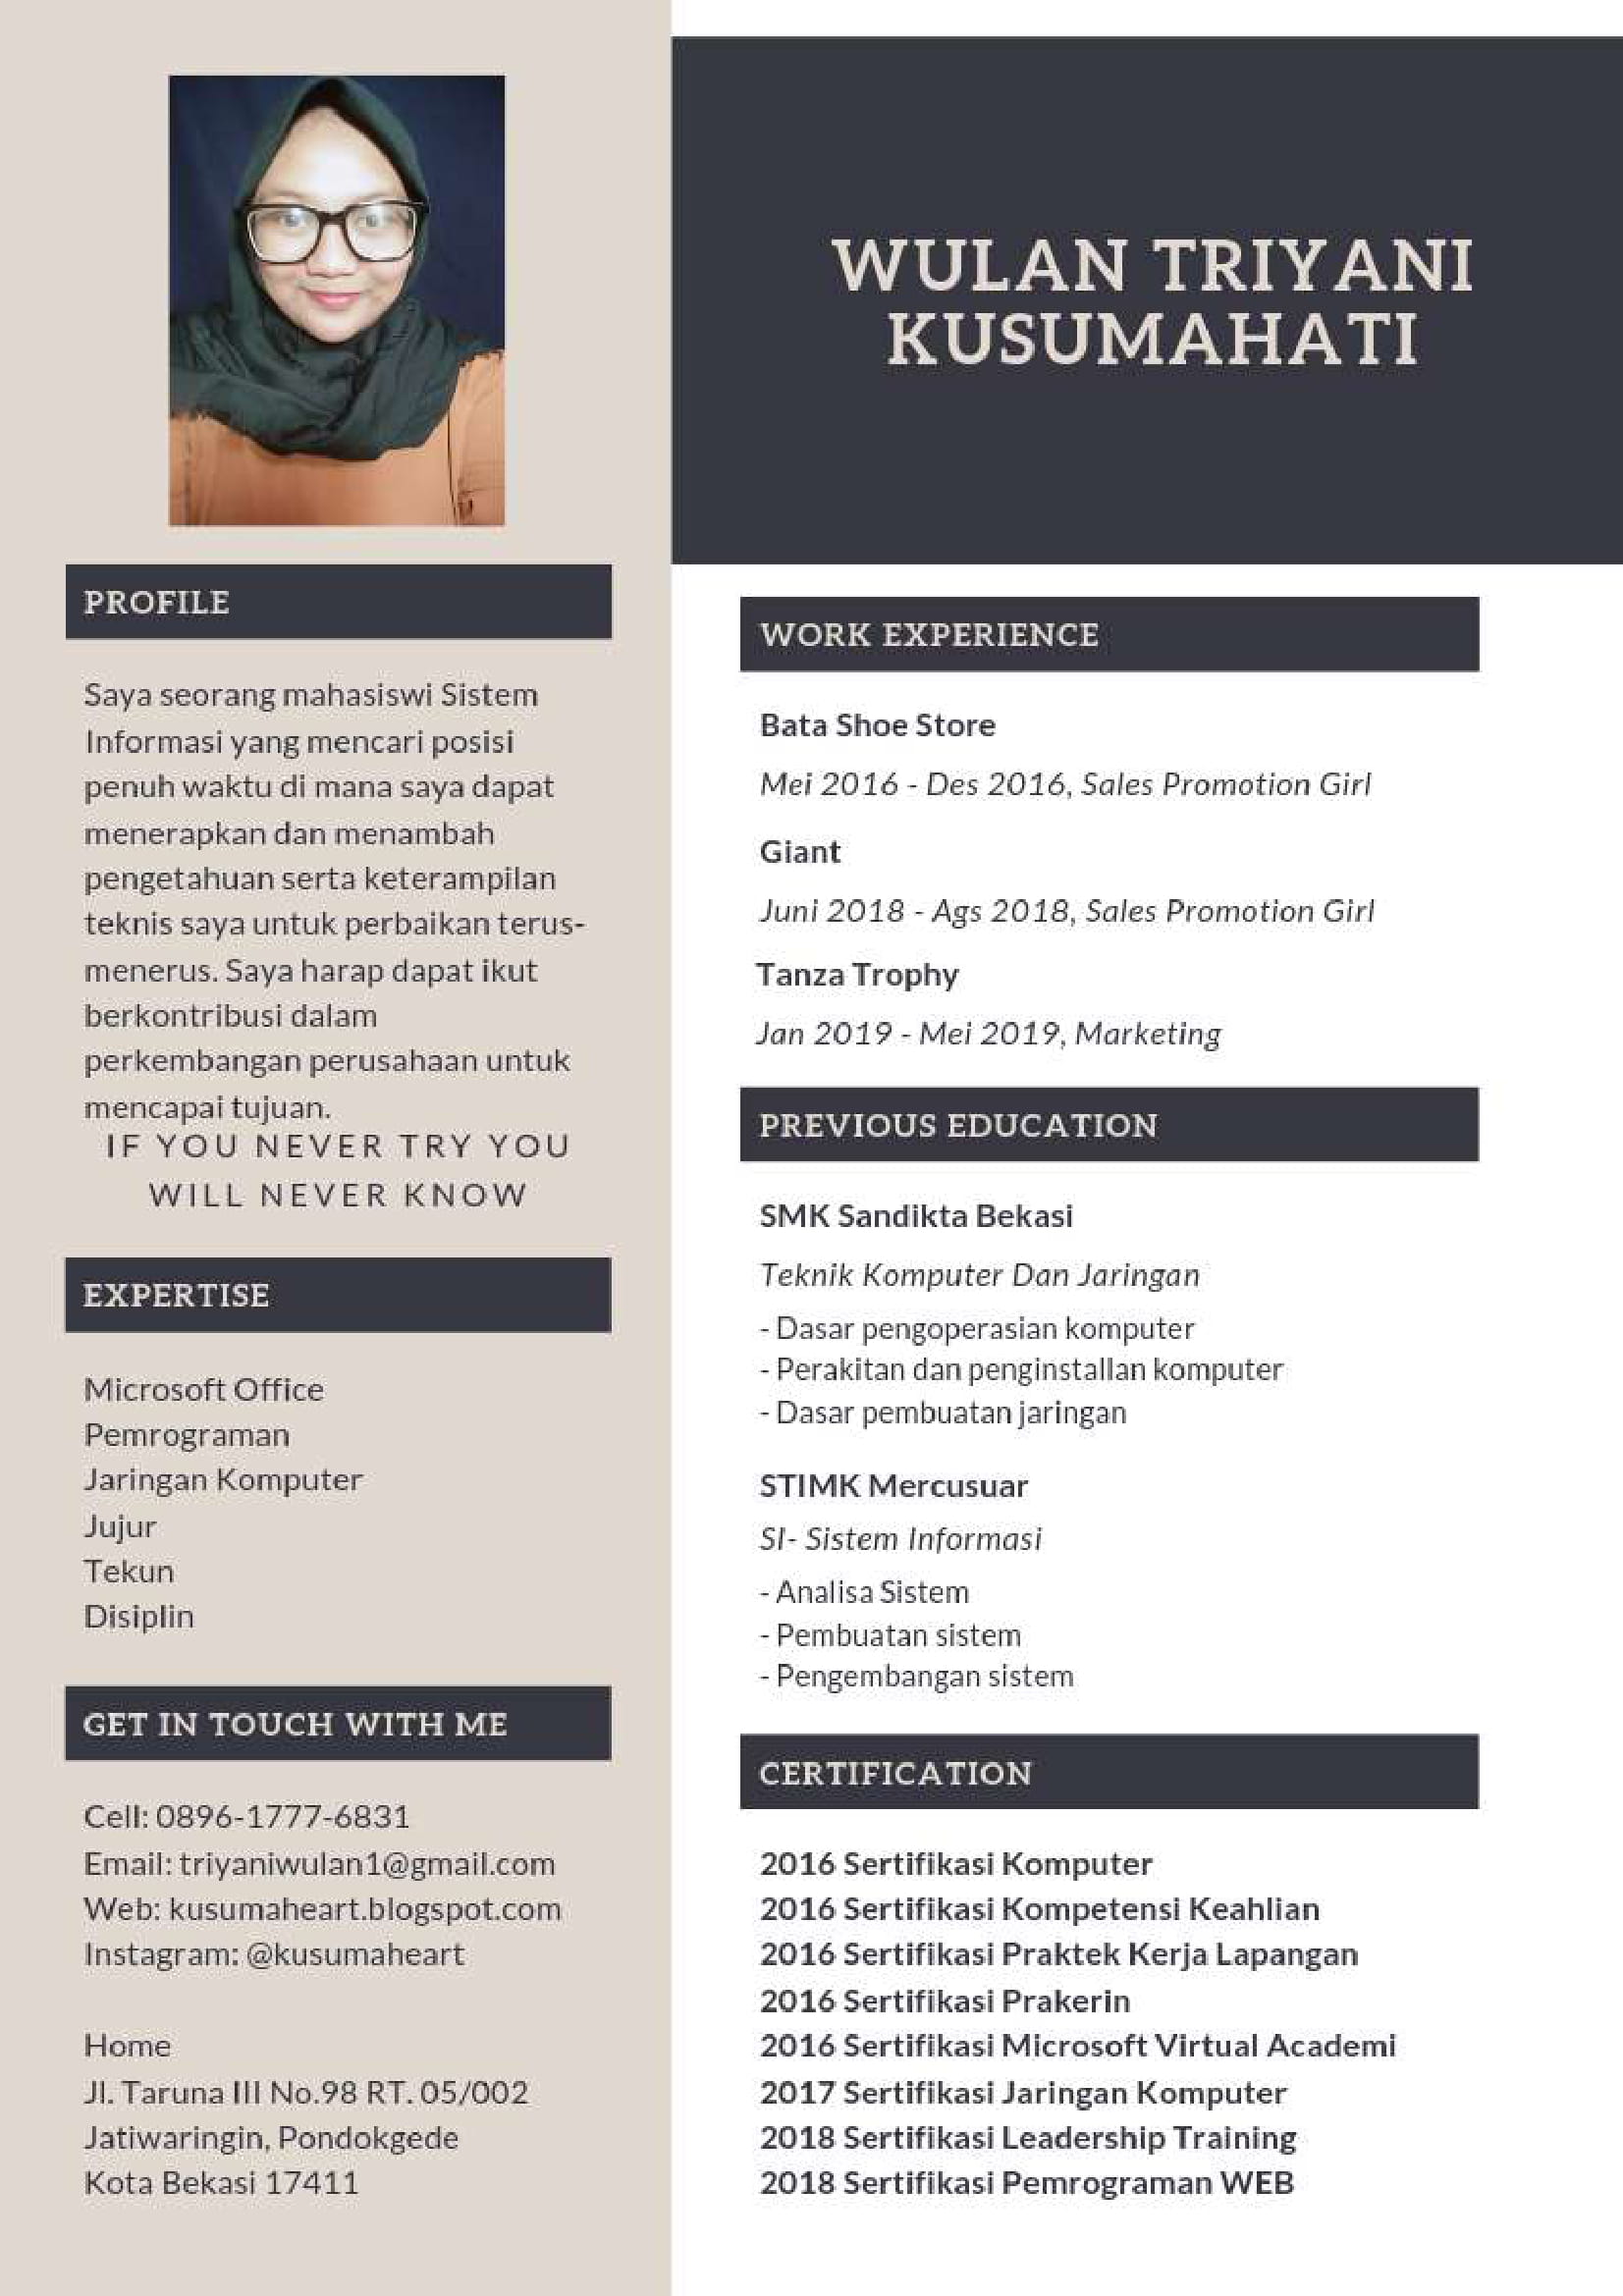 WULAN TRIYANI
KUSUMAHATI
PROFILE
Saya seorang mahasiswi Sistem
Informasi yang mencari posisi
penuh waktu di mana saya dapat
menerapkan dan menambah
pengetahuan serta keterampilan
teknis saya untuk perbaikan terus-
menerus. Saya harap dapat ikut
berkontribusi dalam
perkembangan perusahaan untuk
mencapai tujuan.
IF YOU NEVER TRY YOU
WILL NEVER KNOW
EXPERTISE
Microsoft Office
Pemrograman
Jaringan Komputer
Jujur
Tekun
Disiplin
GET IN TOUCH WITH ME
Cell: 0896-1777-6831
Email: triyaniwulan1@gmail.com
Web: kusumaheart.blogspot.com
Instagram: @kusumaheart
Home
Jl. Taruna III No.98 RT. 05/002
Jatiwaringin, Pondokgede
Kota Bekasi 17411
WORK EXPERIENCE
Bata Shoe Store
Mei 2016 - Des 2016, Sales Promotion Girl
Giant
Juni 2018 - Ags 2018, Sales Promotion Girl
Tanza Trophy
Jan 2019 - Mei 2019, Marketing
PREVIOUS EDUCATION
SMK Sandikta Bekasi
Teknik Komputer Dan Jaringan
- Dasar pengoperasian komputer
- Perakitan dan penginstallan komputer
- Dasar pembuatan jaringan
STIMK Mercusuar
SI- Sistem Informasi
- Analisa Sistem
- Pembuatan sistem
- Pengembangan sistem
CERTIFICATION
2016 Sertifikasi Komputer
2016 Sertifikasi Kompetensi Keahlian
2016 Sertifikasi Praktek Kerja Lapangan
2016 Sertifikasi Prakerin
2016 Sertifikasi Microsoft Virtual Academi
2017 Sertifikasi Jaringan Komputer
2018 Sertifikasi Leadership Training
2018 Sertifikasi Pemrograman WEB